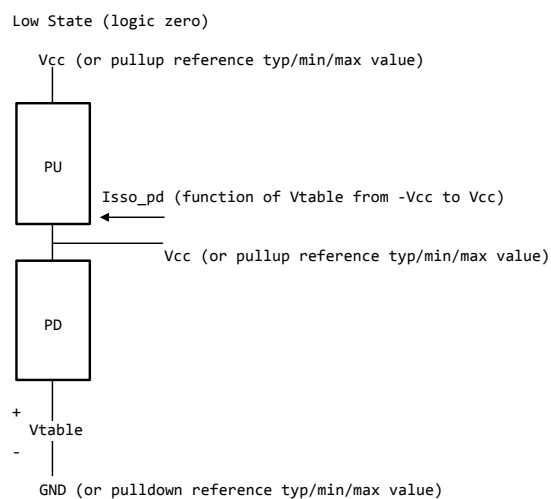 Low State (logic zero)
Vcc (or pullup reference typ/min/max value)
PU
Isso_pd (function of Vtable from -Vcc to Vcc)
Vcc (or pullup reference typ/min/max value)
PD
+
Vtable
-
GND (or pulldown reference typ/min/max value)